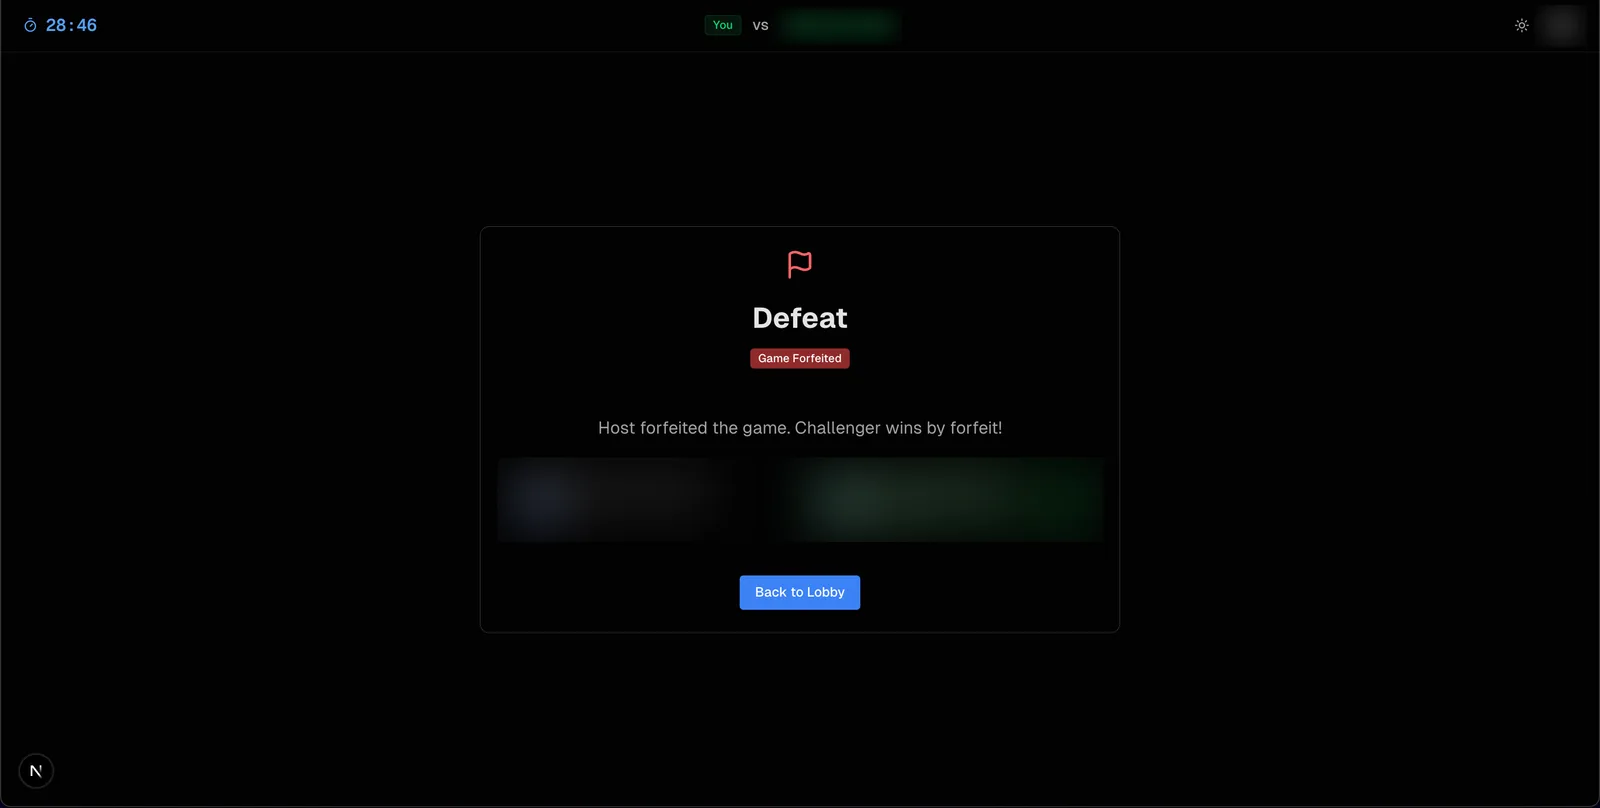 28:46
You vs
Defeat
Game Forfeited
Host forfeited the game. Challenger wins by forfeit!
Back to Lobby
N